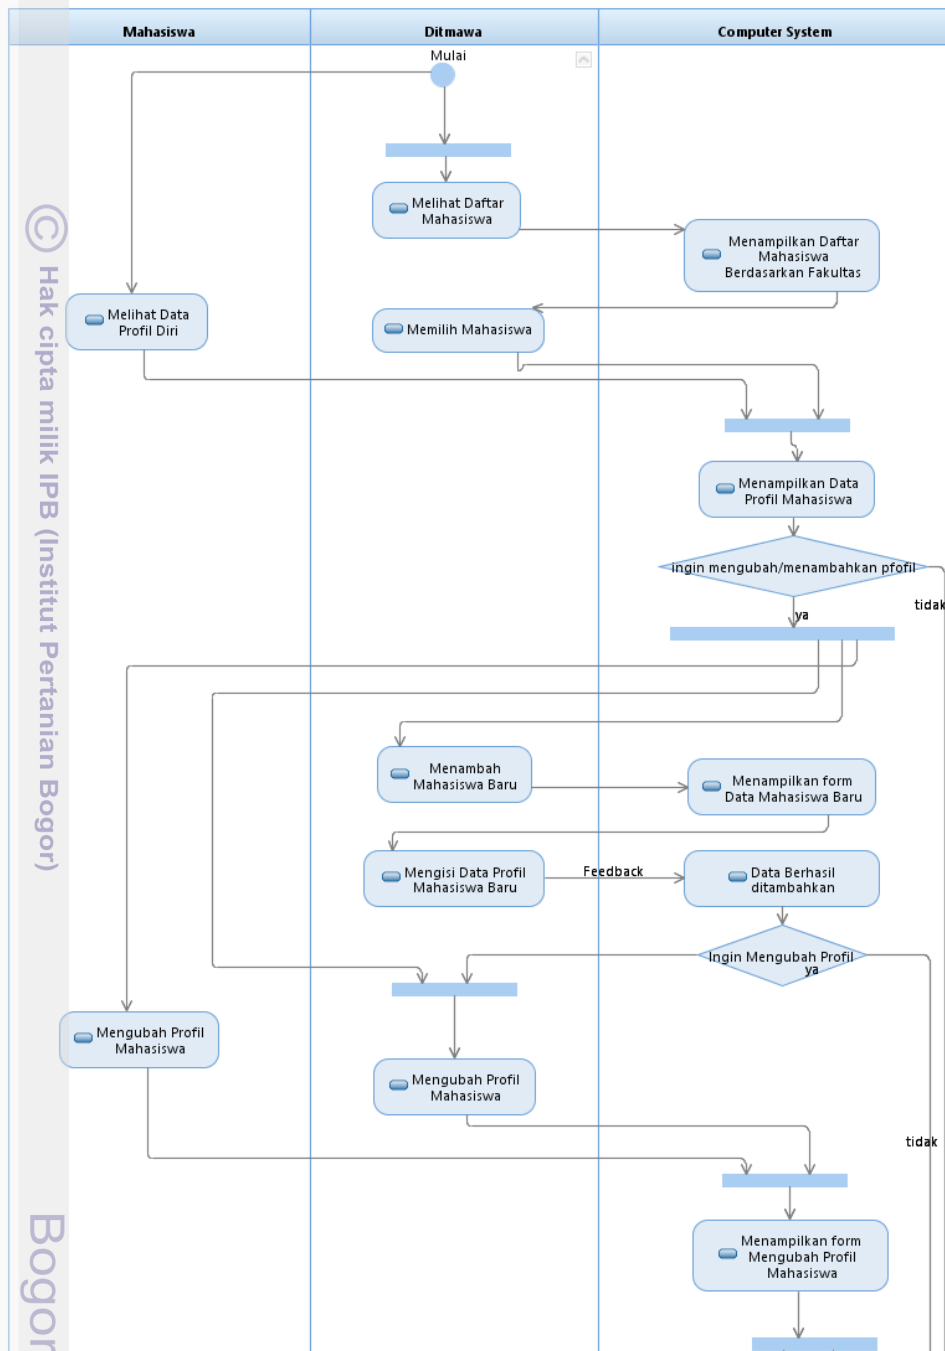 Mahasiswa
Ditmawa
Computer System
Mulai
Melihat Daftar
Mahasiswa
Menampilkan Daftar
Mahasiswa
Berdasarkan Fakultas
Melihat Data
Profil Diri
Memilih Mahasiswa
Menampilkan Data
Profil Mahasiswa
ingin mengubah/menambahkan pfofil
tidak
ya
Menambah
Mahasiswa Baru
Menampilkan form
Data Mahasiswa Baru
Mengisi Data Profil
Mahasiswa Baru
Feedback
Data Berhasil
ditambahkan
Ingin Mengubah Profil
ya
Mengubah Profil
Mahasiswa
Mengubah Profil
Mahasiswa
tidak
Menampilkan form
Mengubah Profil
Mahasiswa
© Hak cipta milik IPB (Institut Pertanian Bogor)
Bogor